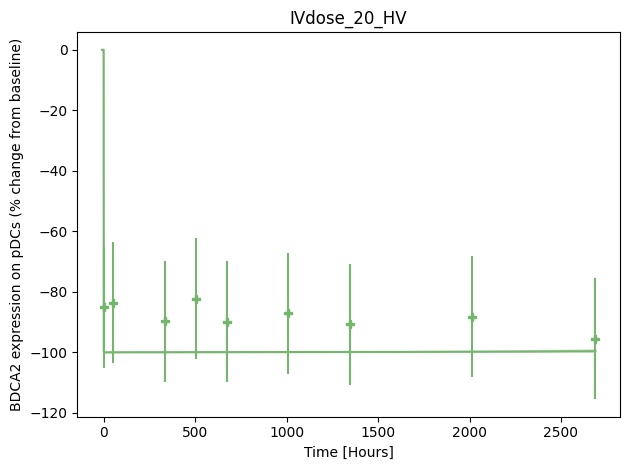 IVdose_20_HV
BDCA2 expression on pDCs (% change from baseline)
0
−20
−40
−60
−80
−100
−120
0 500 1000 1500 2000 2500
Time [Hours]